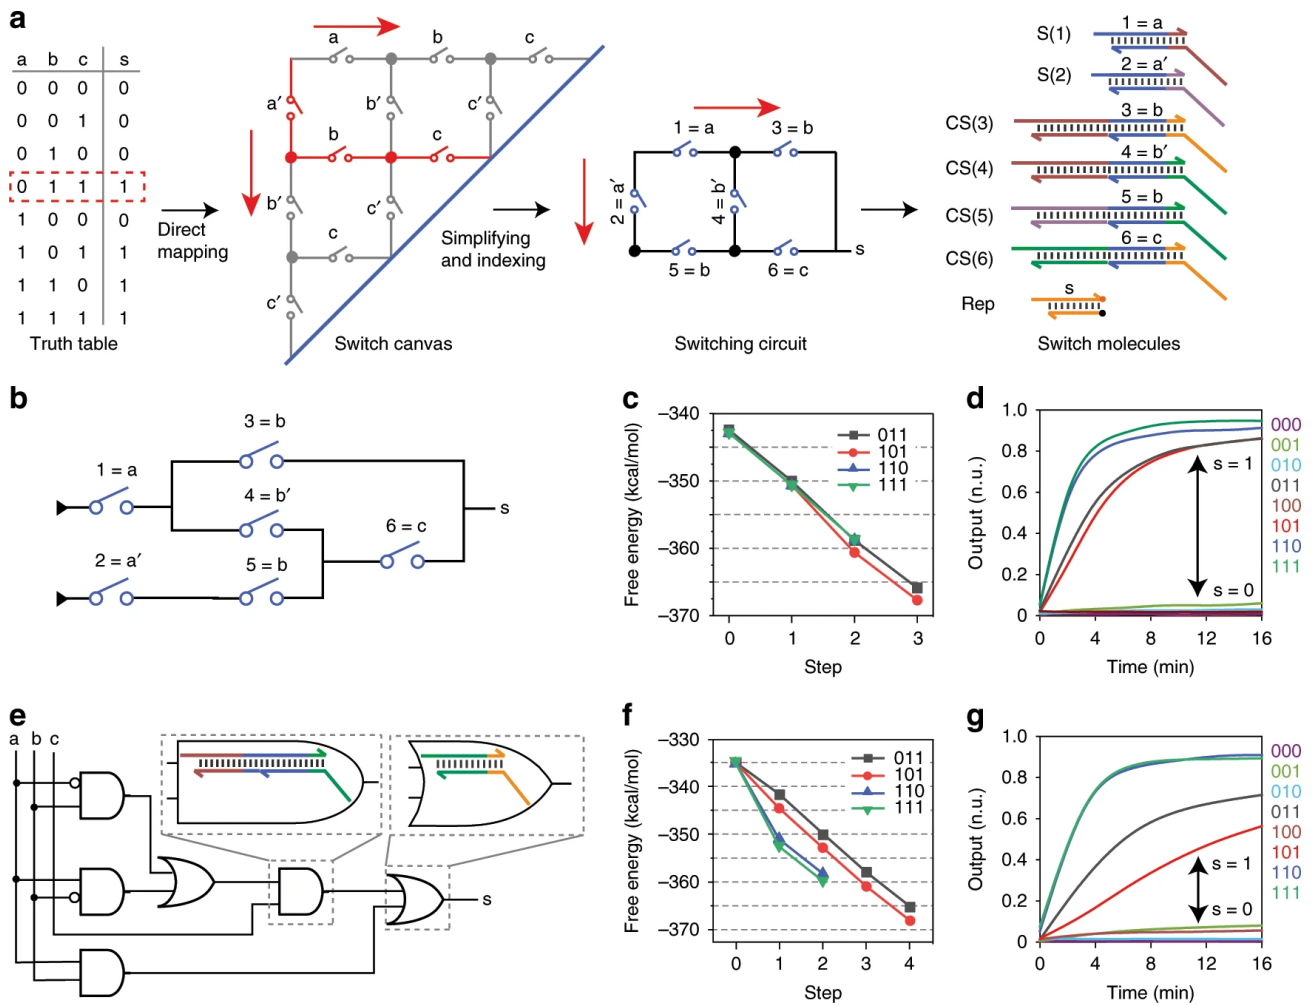 a
a b c s
0 0 0 0
0 0 1 0
0 1 0 0
0 1 1 1
1 0 0 0
1 0 1 1
1 1 0 1
1 1 1 1
Truth table
Direct
mapping
a
b
c
a′
b′
c′
b
c
b′
c′
c
c′
Switch canvas
Simplifying
and indexing
1 = a
3 = b
2 = a′
4 = b′
5 = b
6 = c
s
Switching circuit
S(1)
1 = a
S(2)
2 = a′
CS(3)
3 = b
CS(4)
4 = b′
CS(5)
5 = b
CS(6)
6 = c
Rep
s
Switch molecules
b
1 = a
3 = b
4 = b′
2 = a′
5 = b
6 = c
s
c
Free energy (kcal/mol)
–340
–350
–360
–370
011
101
110
111
0 1 2 3
Step
d
Output (n.u.)
1.0
0.8
0.6
0.4
0.2
0
s = 1
s = 0
0 4 8 12 16
Time (min)
000
001
010
011
100
101
110
111
e
a b c
s
f
Free energy (kcal/mol)
–330
–340
–350
–360
–370
011
101
110
111
0 1 2 3 4
Step
g
Output (n.u.)
1.0
0.8
0.6
0.4
0.2
0
s = 1
s = 0
0 4 8 12 16
Time (min)
000
001
010
011
100
101
110
111